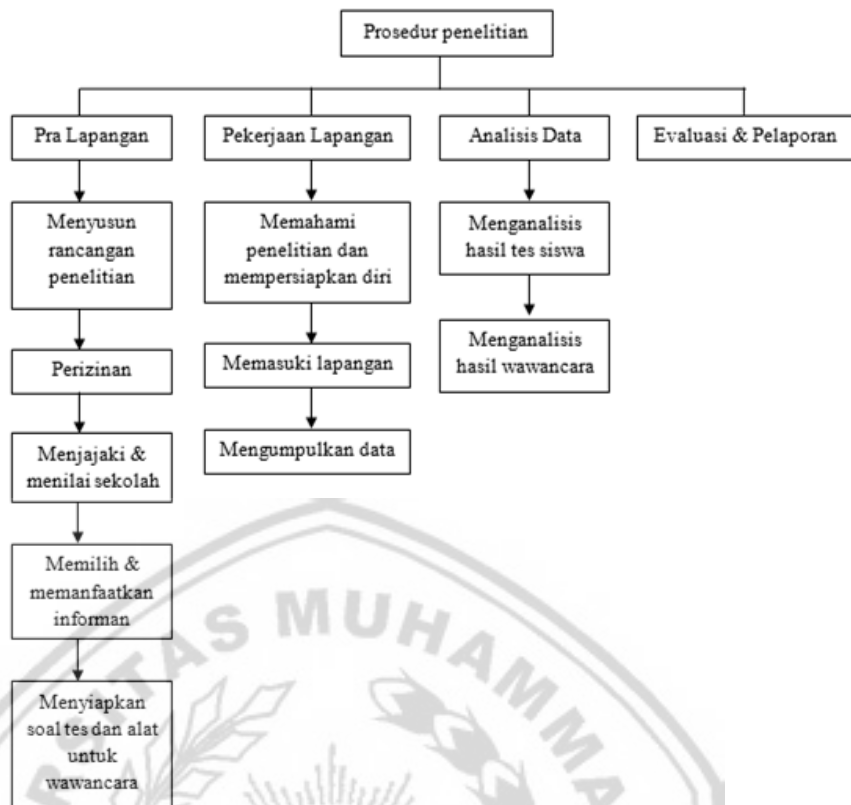 Prosedur penelitian
Pra Lapangan
Pekerjaan Lapangan
Analisis Data
Evaluasi & Pelaporan
Menyusun
rancangan
penelitian
Memahami
penelitian dan
mempersiapkan diri
Menganalisis
hasil tes siswa
Perizinan
Memasuki lapangan
Menganalisis
hasil wawancara
Menjajaki &
menilai sekolah
Mengumpulkan data
Memilih &
memanfaatkan
informan
Menyiapkan
soal tes dan alat
untuk
wawancara
RSITAS MUHAMMA